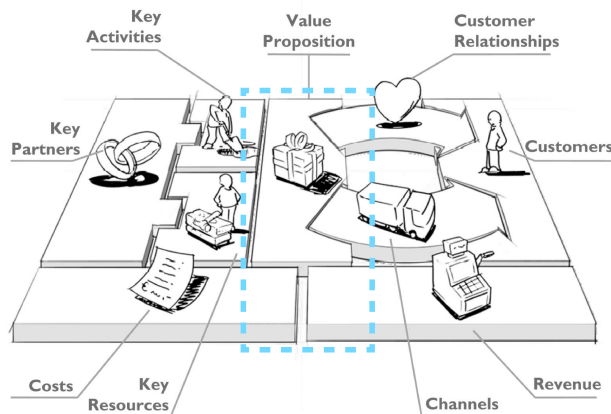 Key
Activities
Value
Proposition
Customer
Relationships
Key
Partners
Customers
Costs
Key
Resources
Channels
Revenue